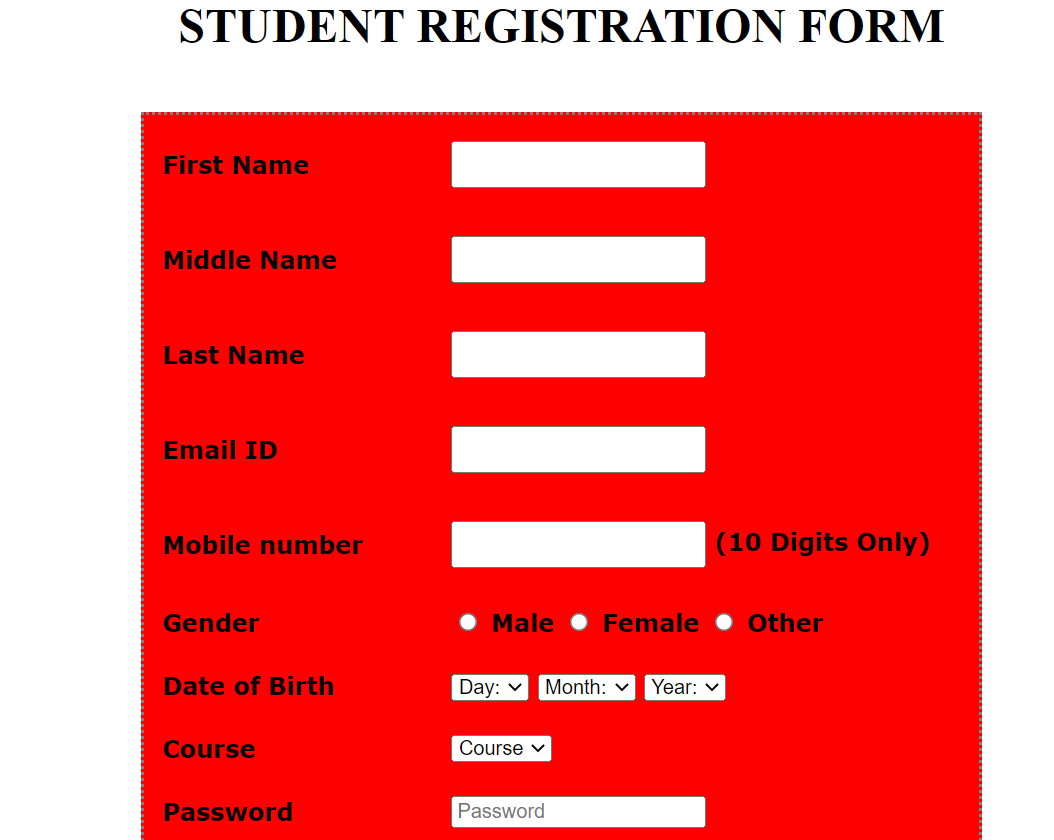 STUDENT REGISTRATION FORM
First Name
Middle Name
Last Name
Email ID
Mobile number (10 Digits Only)
Gender Male Female Other
Date of Birth Day: Month: Year:
Course Course
Password Password